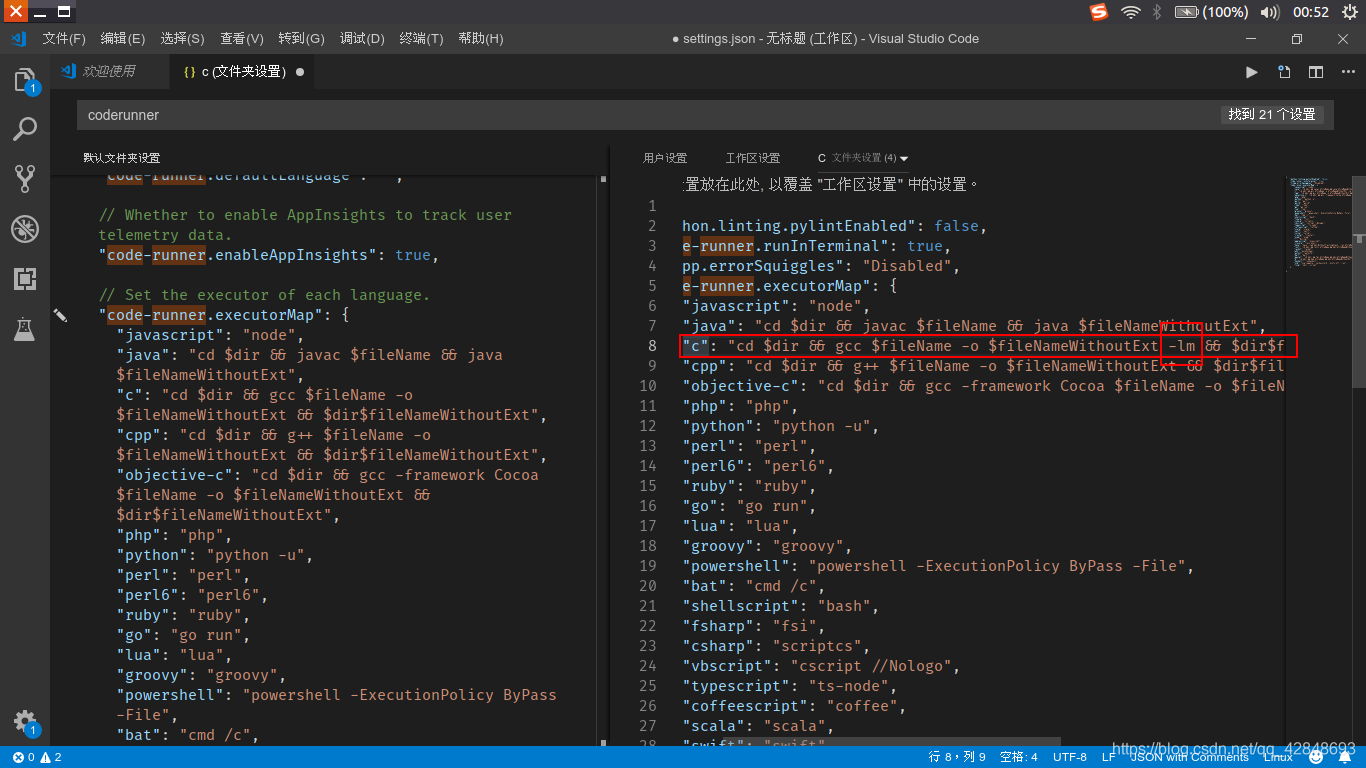 (100%)
00:52
文件(F) 编辑(E) 选择(S) 查看(V) 转到(G) 调试(D) 终端(T) 帮助(H)
● settings.json - 无标题 (工作区) - Visual Studio Code
欢迎使用
{} c (文件夹设置) ●
1
coderunner
找到 21 个设置
默认文件夹设置
code-runner.defaultLanguage": "",
// Whether to enable AppInsights to track user
telemetry data.
"code-runner.enableAppInsights": true,
// Set the executor of each language.
"code-runner.executorMap": {
"javascript": "node",
"java": "cd $dir && javac $fileName && java
$fileNameWithoutExt",
"c": "cd $dir && gcc $fileName -o
$fileNameWithoutExt && $dir$fileNameWithoutExt",
"cpp": "cd $dir && g++ $fileName -o
$fileNameWithoutExt && $dir$fileNameWithoutExt",
"objective-c": "cd $dir && gcc -framework Cocoa
$fileName -o $fileNameWithoutExt &&
$dir$fileNameWithoutExt",
"php": "php",
"python": "python -u",
"perl": "perl",
"perl6": "perl6",
"ruby": "ruby",
"go": "go run",
"lua": "lua",
"groovy": "groovy",
"powershell": "powershell -ExecutionPolicy ByPass
-File",
"bat": "cmd /c",
用户设置 工作区设置 C 文件夹设置 (4)
置放在此处, 以覆盖 "工作区设置" 中的设置。
1
2 hon.linting.pylintEnabled": false,
3 e-runner.runInTerminal": true,
4 pp.errorSquiggles": "Disabled",
5 e-runner.executorMap": {
6 "javascript": "node",
7 "java": "cd $dir && javac $fileName && java $fileNameWithoutExt",
8 "c": "cd $dir && gcc $fileName -o $fileNameWithoutExt -lm && $dir$f
9 "cpp": "cd $dir && g++ $fileName -o $fileNameWithoutExt && $dir$fil
10 "objective-c": "cd $dir && gcc -framework Cocoa $fileName -o $fileN
11 "php": "php",
12 "python": "python -u",
13 "perl": "perl",
14 "perl6": "perl6",
15 "ruby": "ruby",
16 "go": "go run",
17 "lua": "lua",
18 "groovy": "groovy",
19 "powershell": "powershell -ExecutionPolicy ByPass -File",
20 "bat": "cmd /c",
21 "shellscript": "bash",
22 "fsharp": "fsi",
23 "csharp": "scriptcs",
24 "vbscript": "cscript //Nologo",
25 "typescript": "ts-node",
26 "coffeescript": "coffee",
27 "scala": "scala",
28 "swift": "swift"
1
0 2
行 8，列 9 空格: 4 UTF-8 LF JSON with Comments Linux
https://blog.csdn.net/qq_42848693